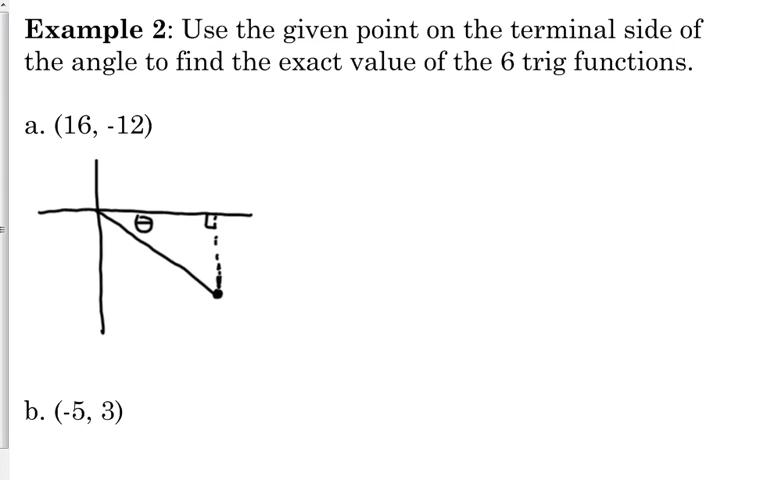 Example 2: Use the given point on the terminal side of
the angle to find the exact value of the 6 trig functions.
a. (16, -12)
θ
b. (-5, 3)